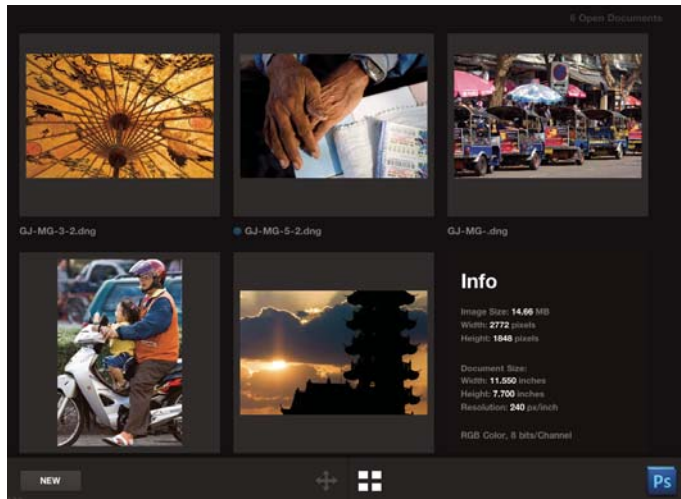 6 Open Documents
GJ-MG-3-2.dng
GJ-MG-5-2.dng
GJ-MG-.dng
Info
Image Size: 14.66 MB
Width: 2772 pixels
Height: 1848 pixels
Document Size:
Width: 11.550 inches
Height: 7.700 inches
Resolution: 240 px/inch
RGB Color, 8 bits/Channel
NEW
Ps